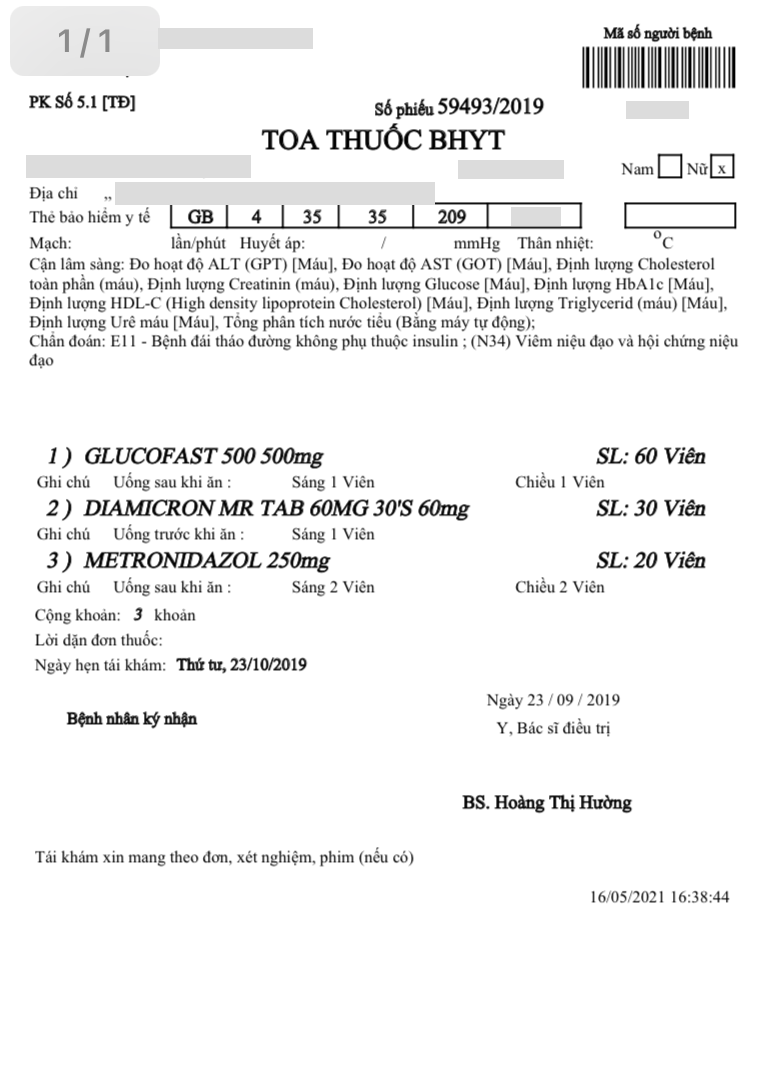 1/1
Mã số người bệnh
PK Số 5.1 [TĐ]
Số phiếu 59493/2019
TOA THUỐC BHYT
Nam Nữ x
Địa chỉ ,,
Thẻ bảo hiểm y tế GB 4 35 35 209
Mạch: lần/phút Huyết áp: / mmHg Thân nhiệt: °C
Cận lâm sàng: Đo hoạt độ ALT (GPT) [Máu], Đo hoạt độ AST (GOT) [Máu], Định lượng Cholesterol
toàn phần (máu), Định lượng Creatinin (máu), Định lượng Glucose [Máu], Định lượng HbA1c [Máu],
Định lượng HDL-C (High density lipoprotein Cholesterol) [Máu], Định lượng Triglycerid (máu) [Máu],
Định lượng Urê máu [Máu], Tổng phân tích nước tiểu (Bằng máy tự động);
Chẩn đoán: E11 - Bệnh đái tháo đường không phụ thuộc insulin ; (N34) Viêm niệu đạo và hội chứng niệu
đạo
1 ) GLUCOFAST 500 500mg SL: 60 Viên
Ghi chú Uống sau khi ăn : Sáng 1 Viên Chiều 1 Viên
2 ) DIAMICRON MR TAB 60MG 30'S 60mg SL: 30 Viên
Ghi chú Uống trước khi ăn : Sáng 1 Viên
3 ) METRONIDAZOL 250mg SL: 20 Viên
Ghi chú Uống sau khi ăn : Sáng 2 Viên Chiều 2 Viên
Cộng khoản: 3 khoản
Lời dặn đơn thuốc:
Ngày hẹn tái khám: Thứ tư, 23/10/2019
Ngày 23 / 09 / 2019
Bệnh nhân ký nhận
Y, Bác sĩ điều trị
BS. Hoàng Thị Hường
Tái khám xin mang theo đơn, xét nghiệm, phim (nếu có)
16/05/2021 16:38:44